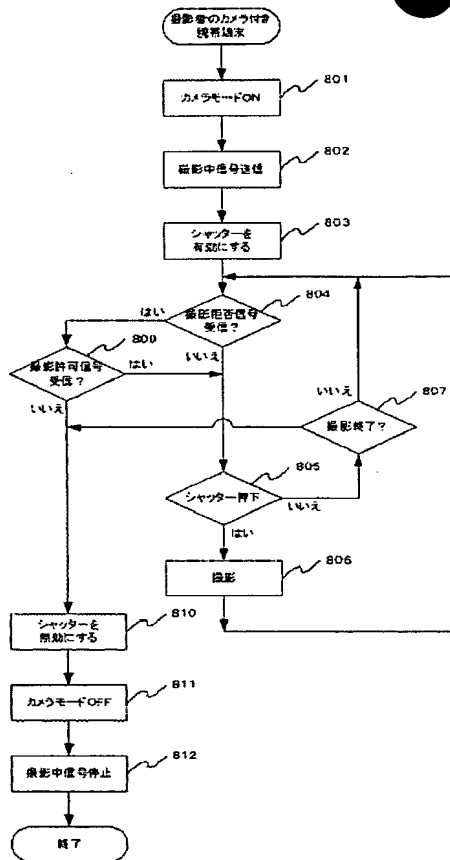 撮影者のカメラ付き
携帯端末
801
カメラモードON
802
撮影中信号送信
803
シャッターを
有効にする
804
撮影拒否信号
受信？
はい
いいえ
809
撮影許可信号
受信？
はい
いいえ
807
撮影終了？
いいえ
805
シャッター押下
いいえ
はい
806
撮影
810
シャッターを
無効にする
811
カメラモードOFF
812
撮影中信号停止
終了